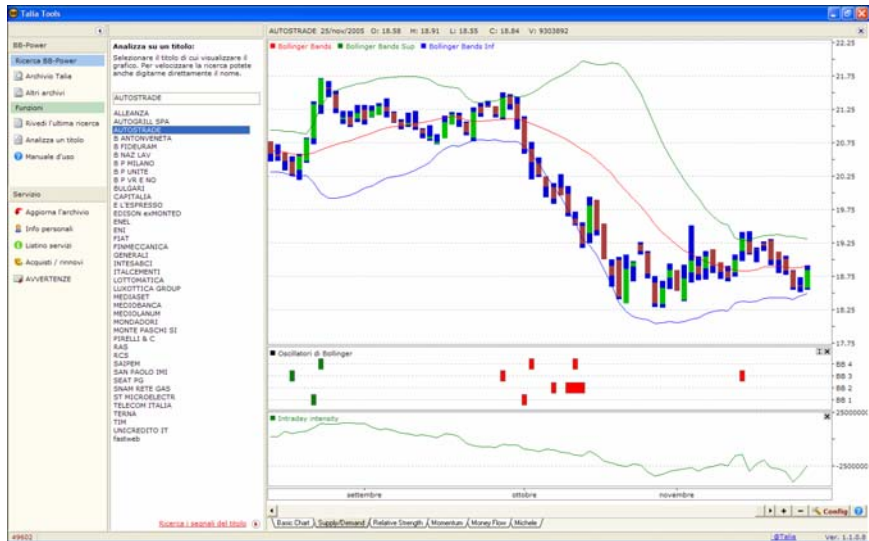 Talia Tools
BB-Power
Ricerca BB-Power
Archivio Talia
Altri archivi
Funzioni
Rivedi l'ultima ricerca
Analizza un titolo
Manuale d'uso
Servizio
Aggiorna l'archivio
Info personali
Listino servizi
Acquisti / rinnovi
AVVERTENZE
49602
Analizza su un titolo:
Selezionare il titolo di cui visualizzare il
grafico. Per velocizzare la ricerca potete
anche digitarne direttamente il nome.
AUTOSTRADE
ALLEANZA
AUTOGRILL SPA
AUTOSTRADE
B ANTONVENETA
B FIDEURAM
B NAZ LAV
B P MILANO
B P UNITE
B P VR E NO
BULGARI
CAPITALIA
E L'ESPRESSO
EDISON exMONTED
ENEL
ENI
FIAT
FINMECCANICA
GENERALI
INTESABCI
ITALCEMENTI
LOTTOMATICA
LUXOTTICA GROUP
MEDIASET
MEDIOBANCA
MEDIOLANUM
MONDADORI
MONTE PASCHI SI
PIRELLI & C
RAS
RCS
SAIPEM
SAN PAOLO IMI
SEAT PG
SNAM RETE GAS
ST MICROELECTR
TELECOM ITALIA
TERNA
TIM
UNICREDITO IT
fastweb
Ricerca i segnali del titolo
AUTOSTRADE 25/nov/2005 O: 18.58 H: 18.91 L: 18.55 C: 18.84 V: 9303892
Bollinger Bands Bollinger Bands Sup Bollinger Bands Inf
22.25
21.75
21.25
20.75
20.25
19.75
19.25
18.75
18.25
17.75
Oscillatori di Bollinger
BB 4
BB 3
BB 2
BB 1
Intraday intensity
-2500000
settembre ottobre novembre
Config
Basic Chart Supply/Demand Relative Strength Momentum Money Flow Michele
@Talia Ver. 1.1.0.8